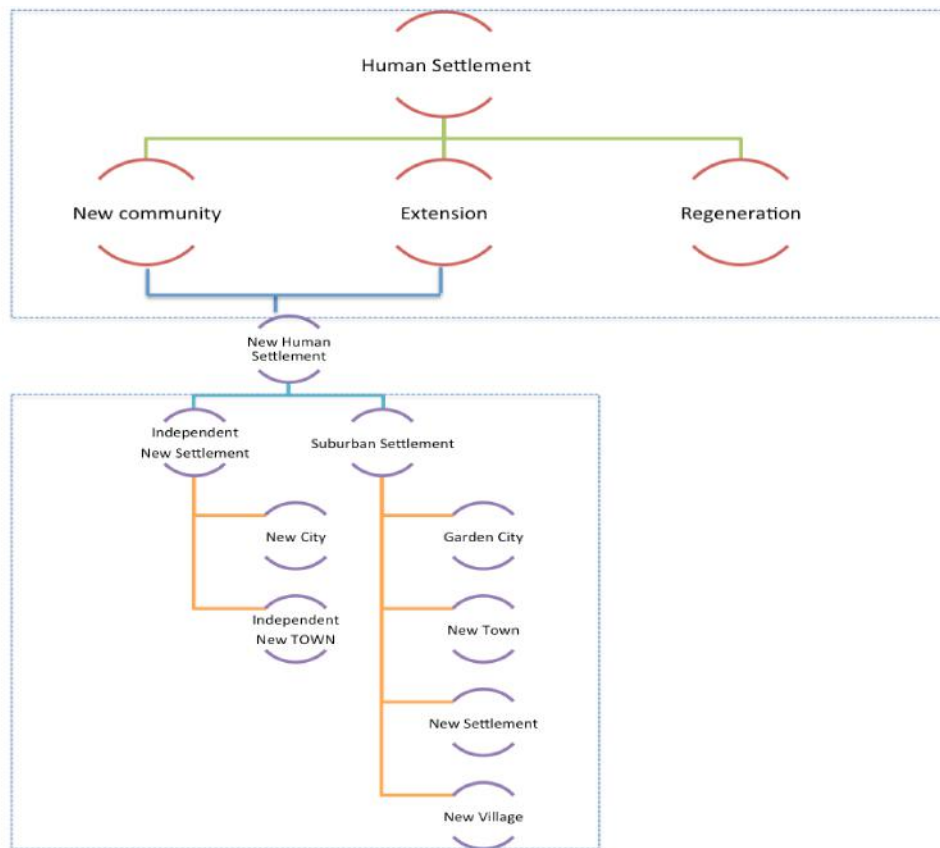 Human Settlement
New community
Extension
Regeneration
New Human
Settlement
Independent
New Settlement
Suburban Settlement
New City
Garden City
Independent
New TOWN
New Town
New Settlement
New Village